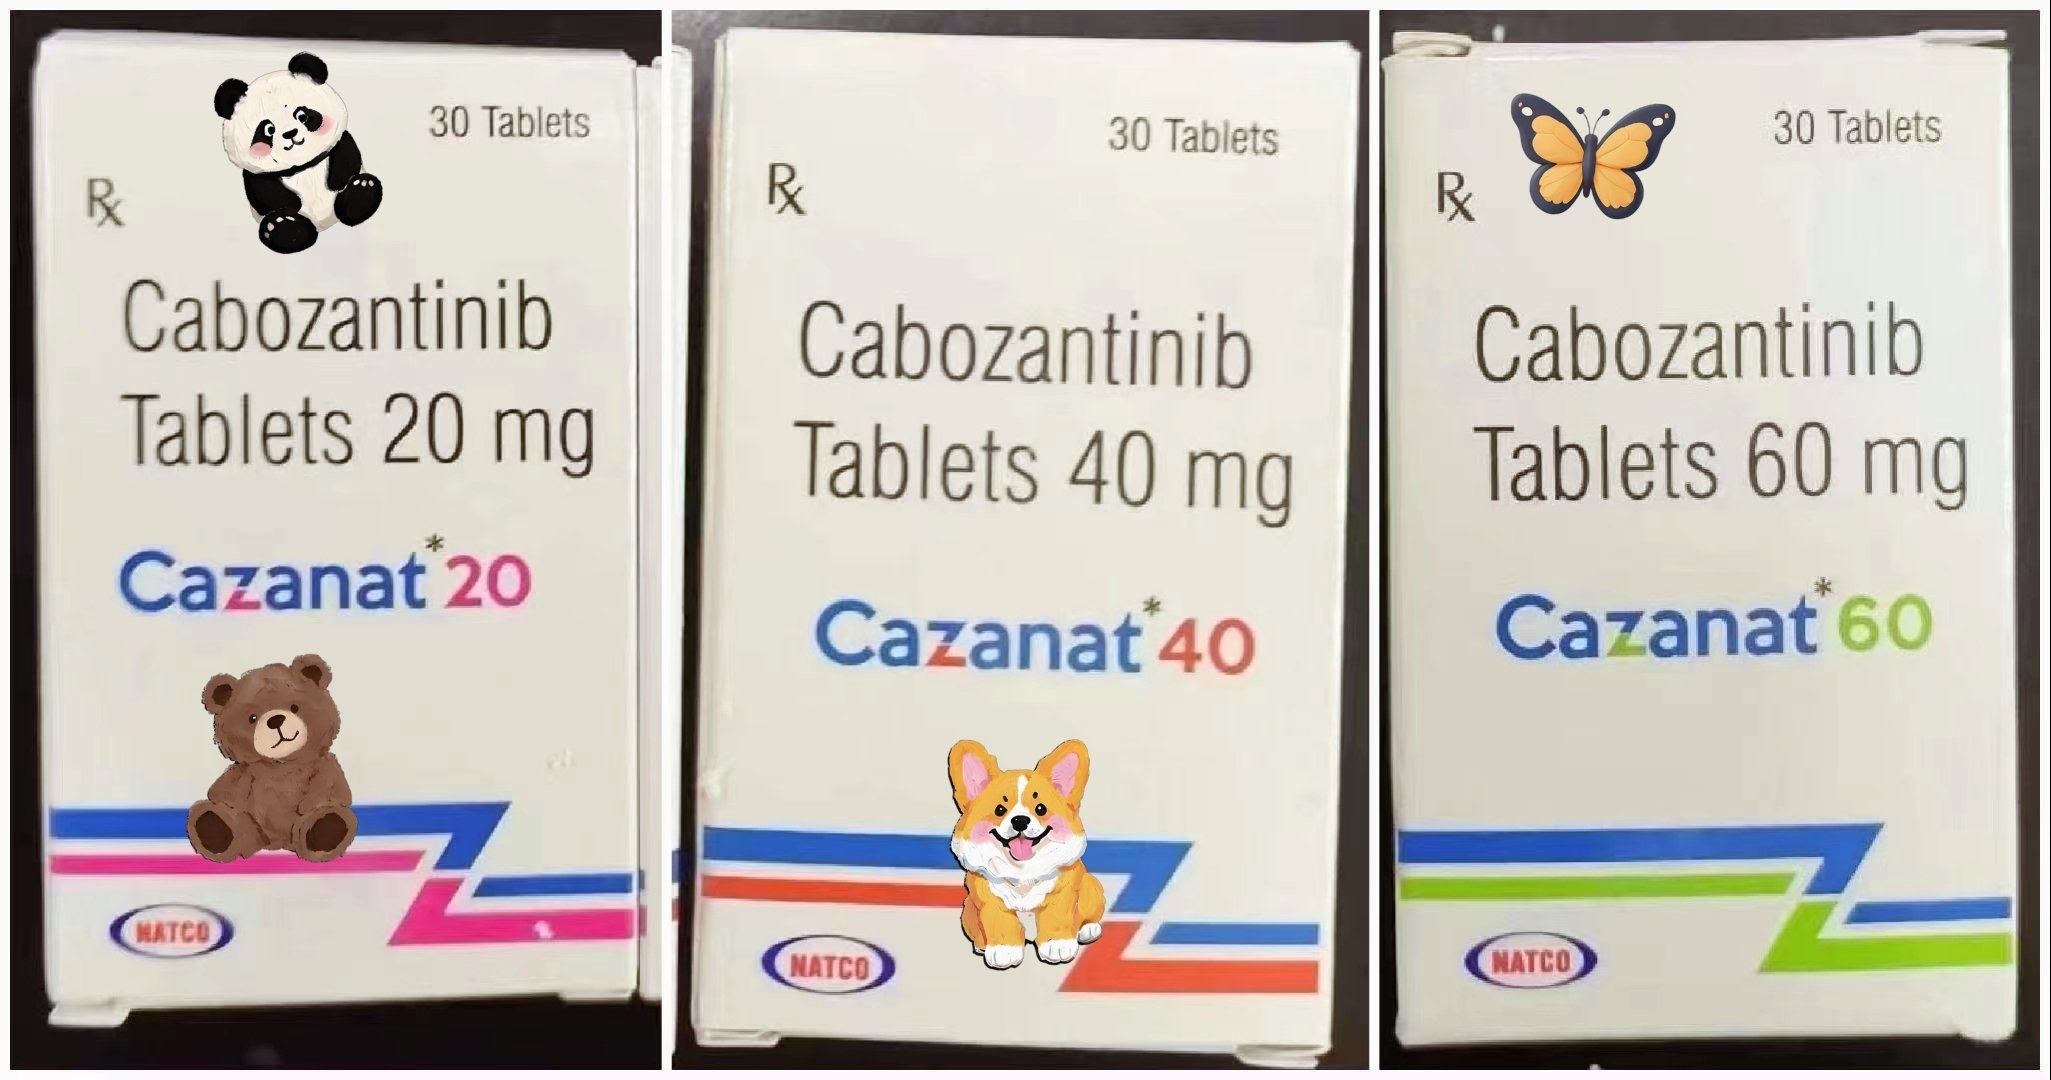 30 Tablets
Rx
Cabozantinib
Tablets 20 mg
Cazanat*20
NATCO
30 Tablets
Rx
Cabozantinib
Tablets 40 mg
Cazanat*40
NATCO
30 Tablets
Rx
Cabozantinib
Tablets 60 mg
Cazanat*60
NATCO